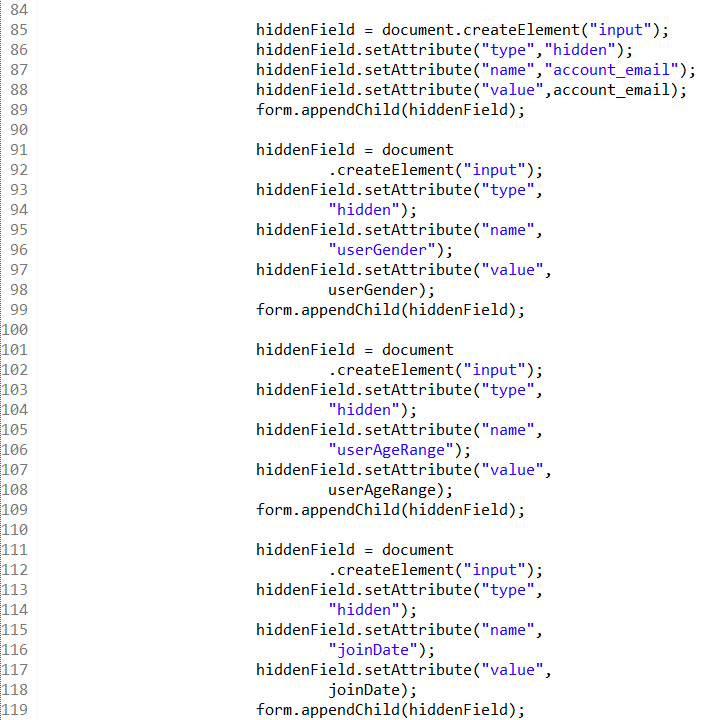 84
85 hiddenField = document.createElement("input");
86 hiddenField.setAttribute("type","hidden");
87 hiddenField.setAttribute("name","account_email");
88 hiddenField.setAttribute("value",account_email);
89 form.appendChild(hiddenField);
90
91 hiddenField = document
92 .createElement("input");
93 hiddenField.setAttribute("type",
94 "hidden");
95 hiddenField.setAttribute("name",
96 "userGender");
97 hiddenField.setAttribute("value",
98 userGender);
99 form.appendChild(hiddenField);
100
101 hiddenField = document
102 .createElement("input");
103 hiddenField.setAttribute("type",
104 "hidden");
105 hiddenField.setAttribute("name",
106 "userAgeRange");
107 hiddenField.setAttribute("value",
108 userAgeRange);
109 form.appendChild(hiddenField);
110
111 hiddenField = document
112 .createElement("input");
113 hiddenField.setAttribute("type",
114 "hidden");
115 hiddenField.setAttribute("name",
116 "joinDate");
117 hiddenField.setAttribute("value",
118 joinDate);
119 form.appendChild(hiddenField);